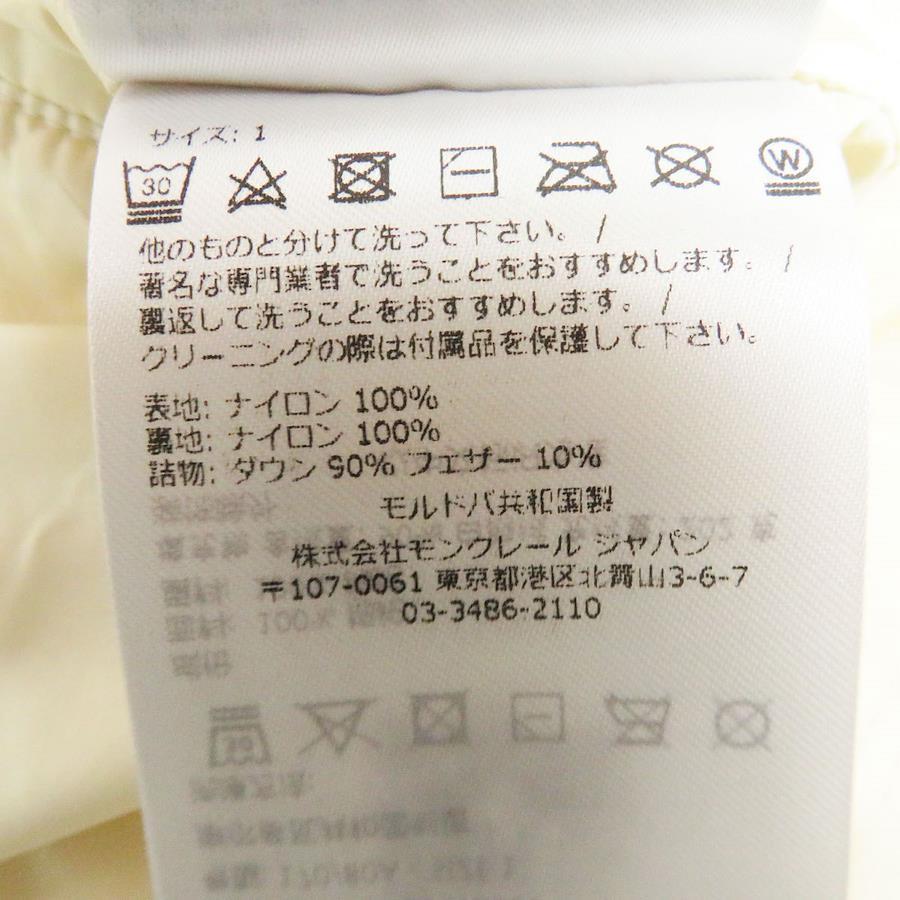 サイズ: 1
30
W
他のものと分けて洗って下さい。 /
著名な専門業者で洗うことをおすすめします。 /
裏返して洗うことをおすすめします。 /
クリーニングの際は付属品を保護して下さい。
表地: ナイロン 100%
裏地: ナイロン 100%
詰物: ダウン 90% フェザー 10%
モルドバ共和国製
株式会社モンクレール ジャパン
〒107-0061 東京都港区北青山3-6-7
03-3486-2110